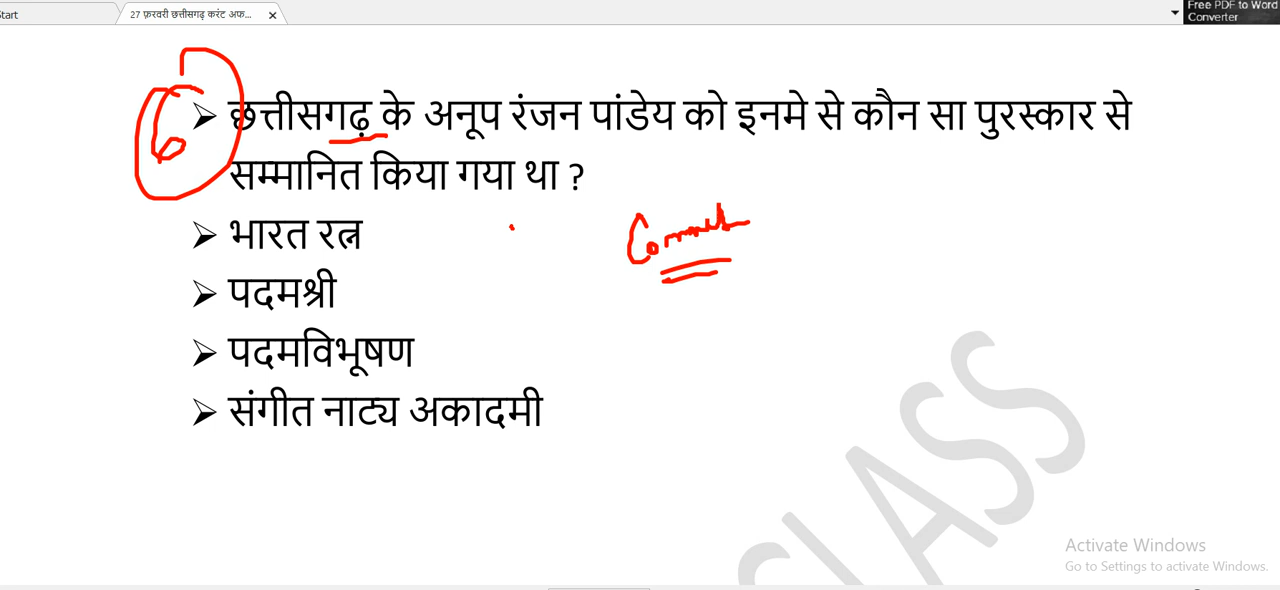 Start
27 फ़रवरी छत्तीसगढ़ करंट अफ...
Free PDF to Word
Converter
6
➢ छत्तीसगढ़ के अनूप रंजन पांडेय को इनमे से कौन सा पुरस्कार से
सम्मानित किया गया था ?
➢ भारत रत्न
Comment
➢ पदमश्री
➢ पदमविभूषण
➢ संगीत नाट्य अकादमी
CLASS
Activate Windows
Go to Settings to activate Windows.